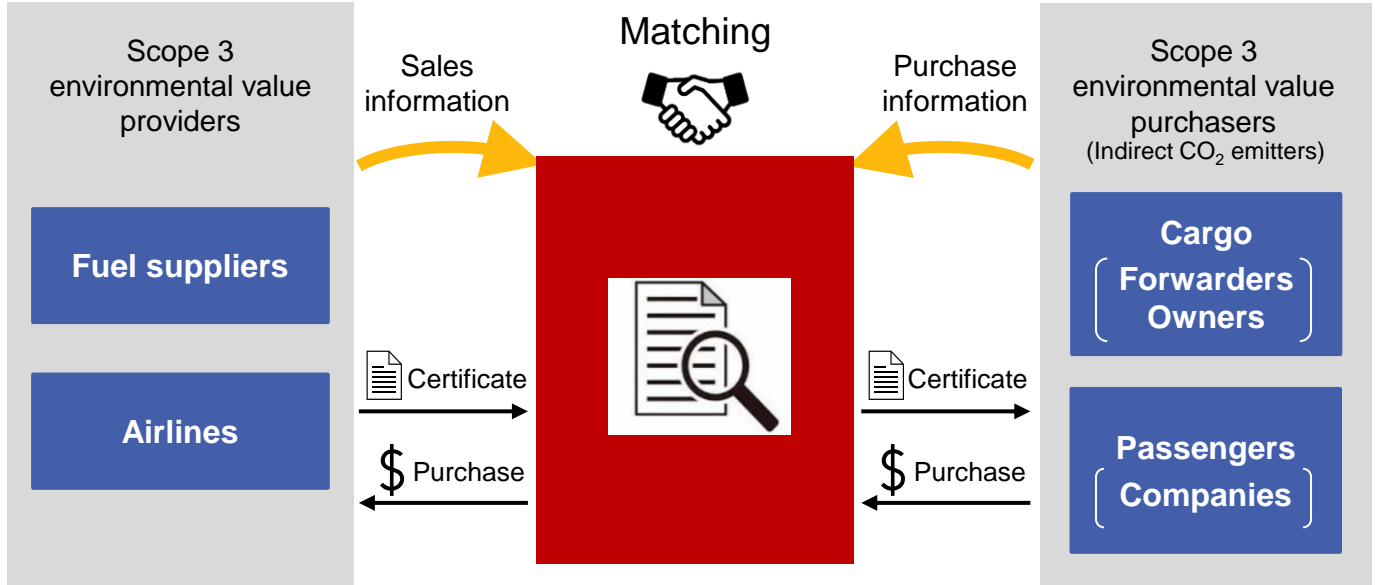 Scope 3
environmental value
providers
Fuel suppliers
Airlines
Sales
information
Matching
Purchase
information
Certificate
$ Purchase
Certificate
$ Purchase
Scope 3
environmental value
purchasers
(Indirect CO₂ emitters)
Cargo
Forwarders
Owners
Passengers
Companies